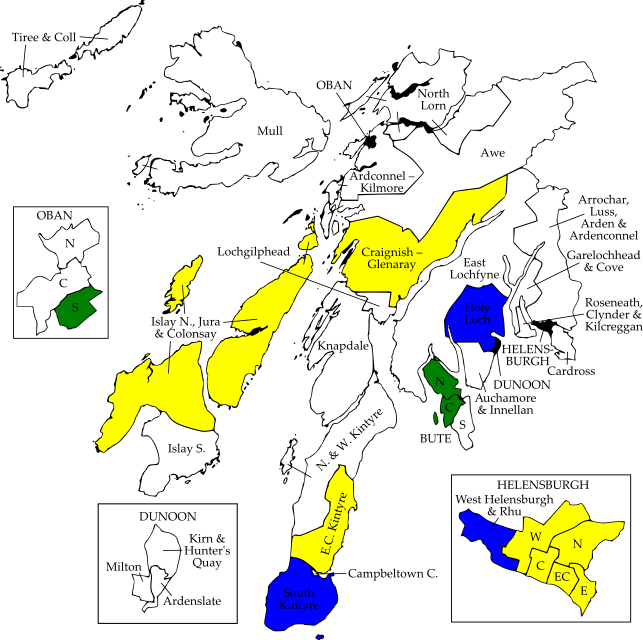 Tiree & Coll
OBAN
North
Lorn
Mull
Awe
Ardconnel –
Kilmore
Arrochar,
Luss,
Arden &
Ardenconnel
OBAN
N
C
S
Lochgilphead
Craignish –
Glenaray
East
Lochfyne
Garelochhead
& Cove
Holy
Loch
Roseneath,
Clynder &
Kilcreggan
Islay N., Jura
& Colonsay
Knapdale
HELENS-
BURGH
Cardross
DUNOON
Auchamore
& Innellan
N
C
S
BUTE
Islay S.
N. & W. Kintyre
E.C. Kintyre
Campbeltown C.
South
Kintyre
DUNOON
Kirn &
Hunter's
Quay
Milton
Ardenslate
HELENSBURGH
West Helensburgh
& Rhu
W
N
C
EC
E